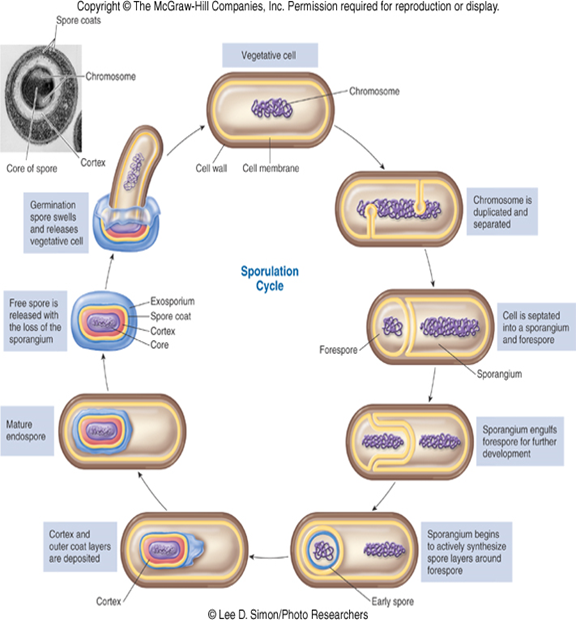 Copyright © The McGraw-Hill Companies, Inc. Permission required for reproduction or display.
Spore coats
Chromosome
Core of spore
Cortex
Vegetative cell
Chromosome
Cell wall
Cell membrane
Chromosome is
duplicated and
separated
Sporulation
Cycle
Cell is septated
into a sporangium
and forespore
Forespore
Sporangium
Sporangium engulfs
forespore for further
development
Sporangium begins
to actively synthesize
spore layers around
forespore
Early spore
Cortex and
outer coat layers
are deposited
Cortex
Mature
endospore
Free spore is
released with
the loss of the
sporangium
Exosporium
Spore coat
Cortex
Core
Germination
spore swells
and releases
vegetative cell
© Lee D. Simon/Photo Researchers